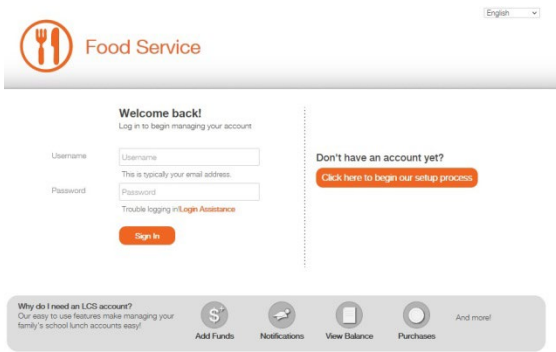 English
Food Service
Welcome back!
Log in to begin managing your account
Username
Username
This is typically your email address.
Password
Password
Trouble logging in!Login Assistance
Sign In
Don't have an account yet?
Click here to begin our setup process
Why do I need an LCS account?
Our easy to use features make managing your
family's school lunch accounts easy!
$+
Add Funds
Notifications
View Balance
Purchases
And more!